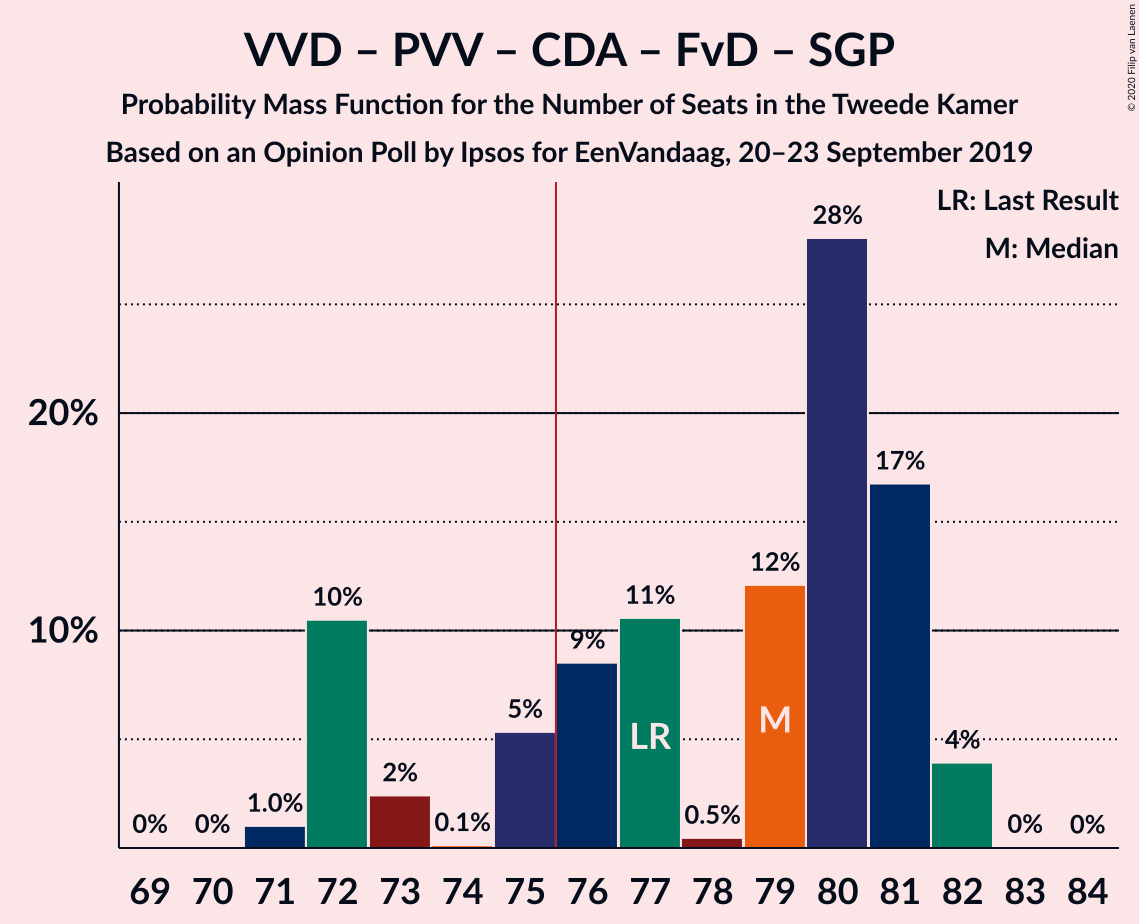 VVD – PVV – CDA – FvD – SGP
Probability Mass Function for the Number of Seats in the Tweede Kamer
Based on an Opinion Poll by Ipsos for EenVandaag, 20–23 September 2019
© 2020 Filip van Laenen
LR: Last Result
M: Median
20%
10%
0% 0% 1.0% 10% 2% 0.1% 5% 9% 11% 0.5% 12% 28% 17% 4% 0% 0%
LR M
69 70 71 72 73 74 75 76 77 78 79 80 81 82 83 84